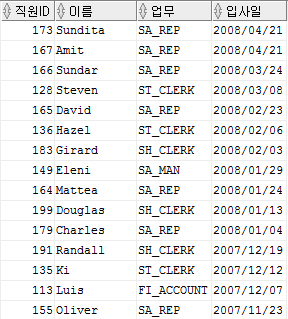 직원ID 이름 업무 입사일
173 Sundita SA_REP 2008/04/21
167 Amit SA_REP 2008/04/21
166 Sundar SA_REP 2008/03/24
128 Steven ST_CLERK 2008/03/08
165 David SA_REP 2008/02/23
136 Hazel ST_CLERK 2008/02/06
183 Girard SH_CLERK 2008/02/03
149 Eleni SA_MAN 2008/01/29
164 Mattea SA_REP 2008/01/24
199 Douglas SH_CLERK 2008/01/13
179 Charles SA_REP 2008/01/04
191 Randall SH_CLERK 2007/12/19
135 Ki ST_CLERK 2007/12/12
113 Luis FI_ACCOUNT 2007/12/07
155 Oliver SA_REP 2007/11/23